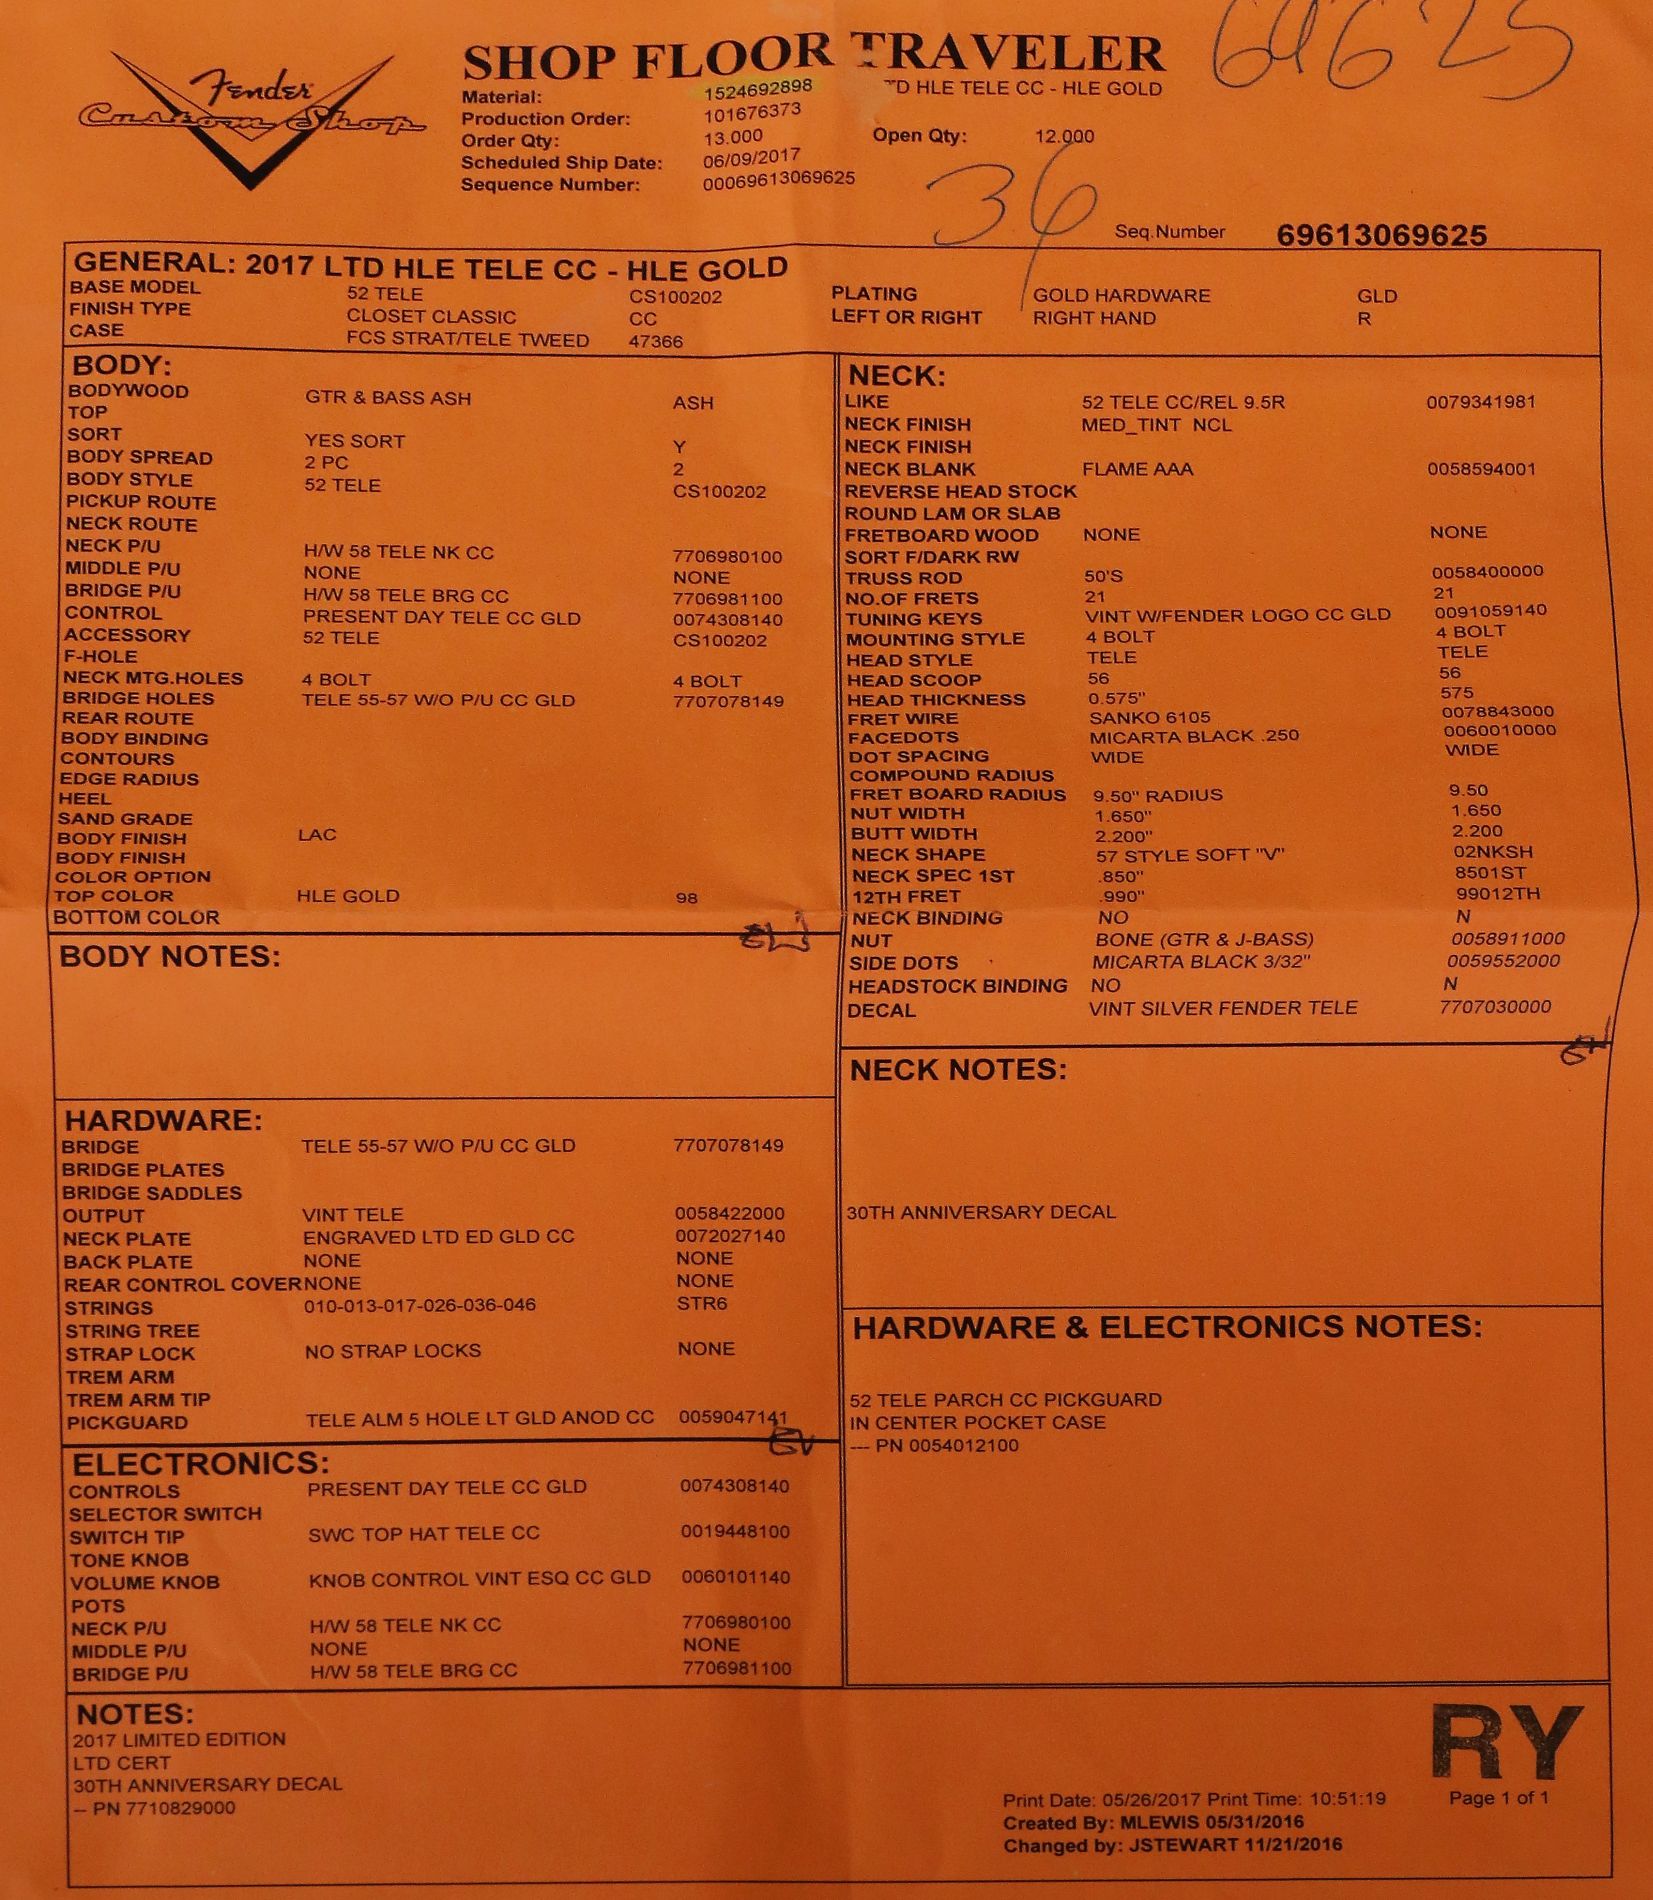 69625
Fender
Custom Shop
SHOP FLOOR TRAVELER
Material: 1524692898 TD HLE TELE CC - HLE GOLD
Production Order: 101676373
Order Qty: 13.000 Open Qty: 12.000
Scheduled Ship Date: 06/09/2017
Sequence Number: 00069613069625
36
Seq.Number 69613069625
GENERAL: 2017 LTD HLE TELE CC - HLE GOLD
BASE MODEL 52 TELE CS100202 PLATING GOLD HARDWARE GLD
FINISH TYPE CLOSET CLASSIC CC LEFT OR RIGHT RIGHT HAND R
CASE FCS STRAT/TELE TWEED 47366
BODY:
BODYWOOD GTR & BASS ASH ASH
TOP
SORT YES SORT Y
BODY SPREAD 2 PC 2
BODY STYLE 52 TELE CS100202
PICKUP ROUTE
NECK ROUTE
NECK P/U H/W 58 TELE NK CC 7706980100
MIDDLE P/U NONE NONE
BRIDGE P/U H/W 58 TELE BRG CC 7706981100
CONTROL PRESENT DAY TELE CC GLD 0074308140
ACCESSORY 52 TELE CS100202
F-HOLE
NECK MTG.HOLES 4 BOLT 4 BOLT
BRIDGE HOLES TELE 55-57 W/O P/U CC GLD 7707078149
REAR ROUTE
BODY BINDING
CONTOURS
EDGE RADIUS
HEEL
SAND GRADE
BODY FINISH LAC
BODY FINISH
COLOR OPTION
TOP COLOR HLE GOLD 98
BOTTOM COLOR
BODY NOTES:
HARDWARE:
BRIDGE TELE 55-57 W/O P/U CC GLD 7707078149
BRIDGE PLATES
BRIDGE SADDLES
OUTPUT VINT TELE 0058422000
NECK PLATE ENGRAVED LTD ED GLD CC 0072027140
BACK PLATE NONE NONE
REAR CONTROL COVER NONE NONE
STRINGS 010-013-017-026-036-046 STR6
STRING TREE
STRAP LOCK NO STRAP LOCKS NONE
TREM ARM
TREM ARM TIP
PICKGUARD TELE ALM 5 HOLE LT GLD ANOD CC 0059047141
ELECTRONICS:
CONTROLS PRESENT DAY TELE CC GLD 0074308140
SELECTOR SWITCH
SWITCH TIP SWC TOP HAT TELE CC 0019448100
TONE KNOB
VOLUME KNOB KNOB CONTROL VINT ESQ CC GLD 0060101140
POTS
NECK P/U H/W 58 TELE NK CC 7706980100
MIDDLE P/U NONE NONE
BRIDGE P/U H/W 58 TELE BRG CC 7706981100
NECK:
LIKE 52 TELE CC/REL 9.5R 0079341981
NECK FINISH MED_TINT NCL
NECK FINISH
NECK BLANK FLAME AAA 0058594001
REVERSE HEAD STOCK
ROUND LAM OR SLAB
FRETBOARD WOOD NONE NONE
SORT F/DARK RW
TRUSS ROD 50'S 0058400000
NO.OF FRETS 21 21
TUNING KEYS VINT W/FENDER LOGO CC GLD 0091059140
MOUNTING STYLE 4 BOLT 4 BOLT
HEAD STYLE TELE TELE
HEAD SCOOP 56 56
HEAD THICKNESS 0.575" 575
FRET WIRE SANKO 6105 0078843000
FACEDOTS MICARTA BLACK .250 0060010000
DOT SPACING WIDE WIDE
COMPOUND RADIUS
FRET BOARD RADIUS 9.50" RADIUS 9.50
NUT WIDTH 1.650" 1.650
BUTT WIDTH 2.200" 2.200
NECK SHAPE 57 STYLE SOFT "V" 02NKSH
NECK SPEC 1ST .850" 8501ST
12TH FRET .990" 99012TH
NECK BINDING NO N
NUT BONE (GTR & J-BASS) 0058911000
SIDE DOTS MICARTA BLACK 3/32" 0059552000
HEADSTOCK BINDING NO N
DECAL VINT SILVER FENDER TELE 7707030000
NECK NOTES:
30TH ANNIVERSARY DECAL
HARDWARE & ELECTRONICS NOTES:
52 TELE PARCH CC PICKGUARD
IN CENTER POCKET CASE
--- PN 0054012100
NOTES:
2017 LIMITED EDITION
LTD CERT
30TH ANNIVERSARY DECAL
-- PN 7710829000
RY
Print Date: 05/26/2017 Print Time: 10:51:19 Page 1 of 1
Created By: MLEWIS 05/31/2016
Changed by: JSTEWART 11/21/2016